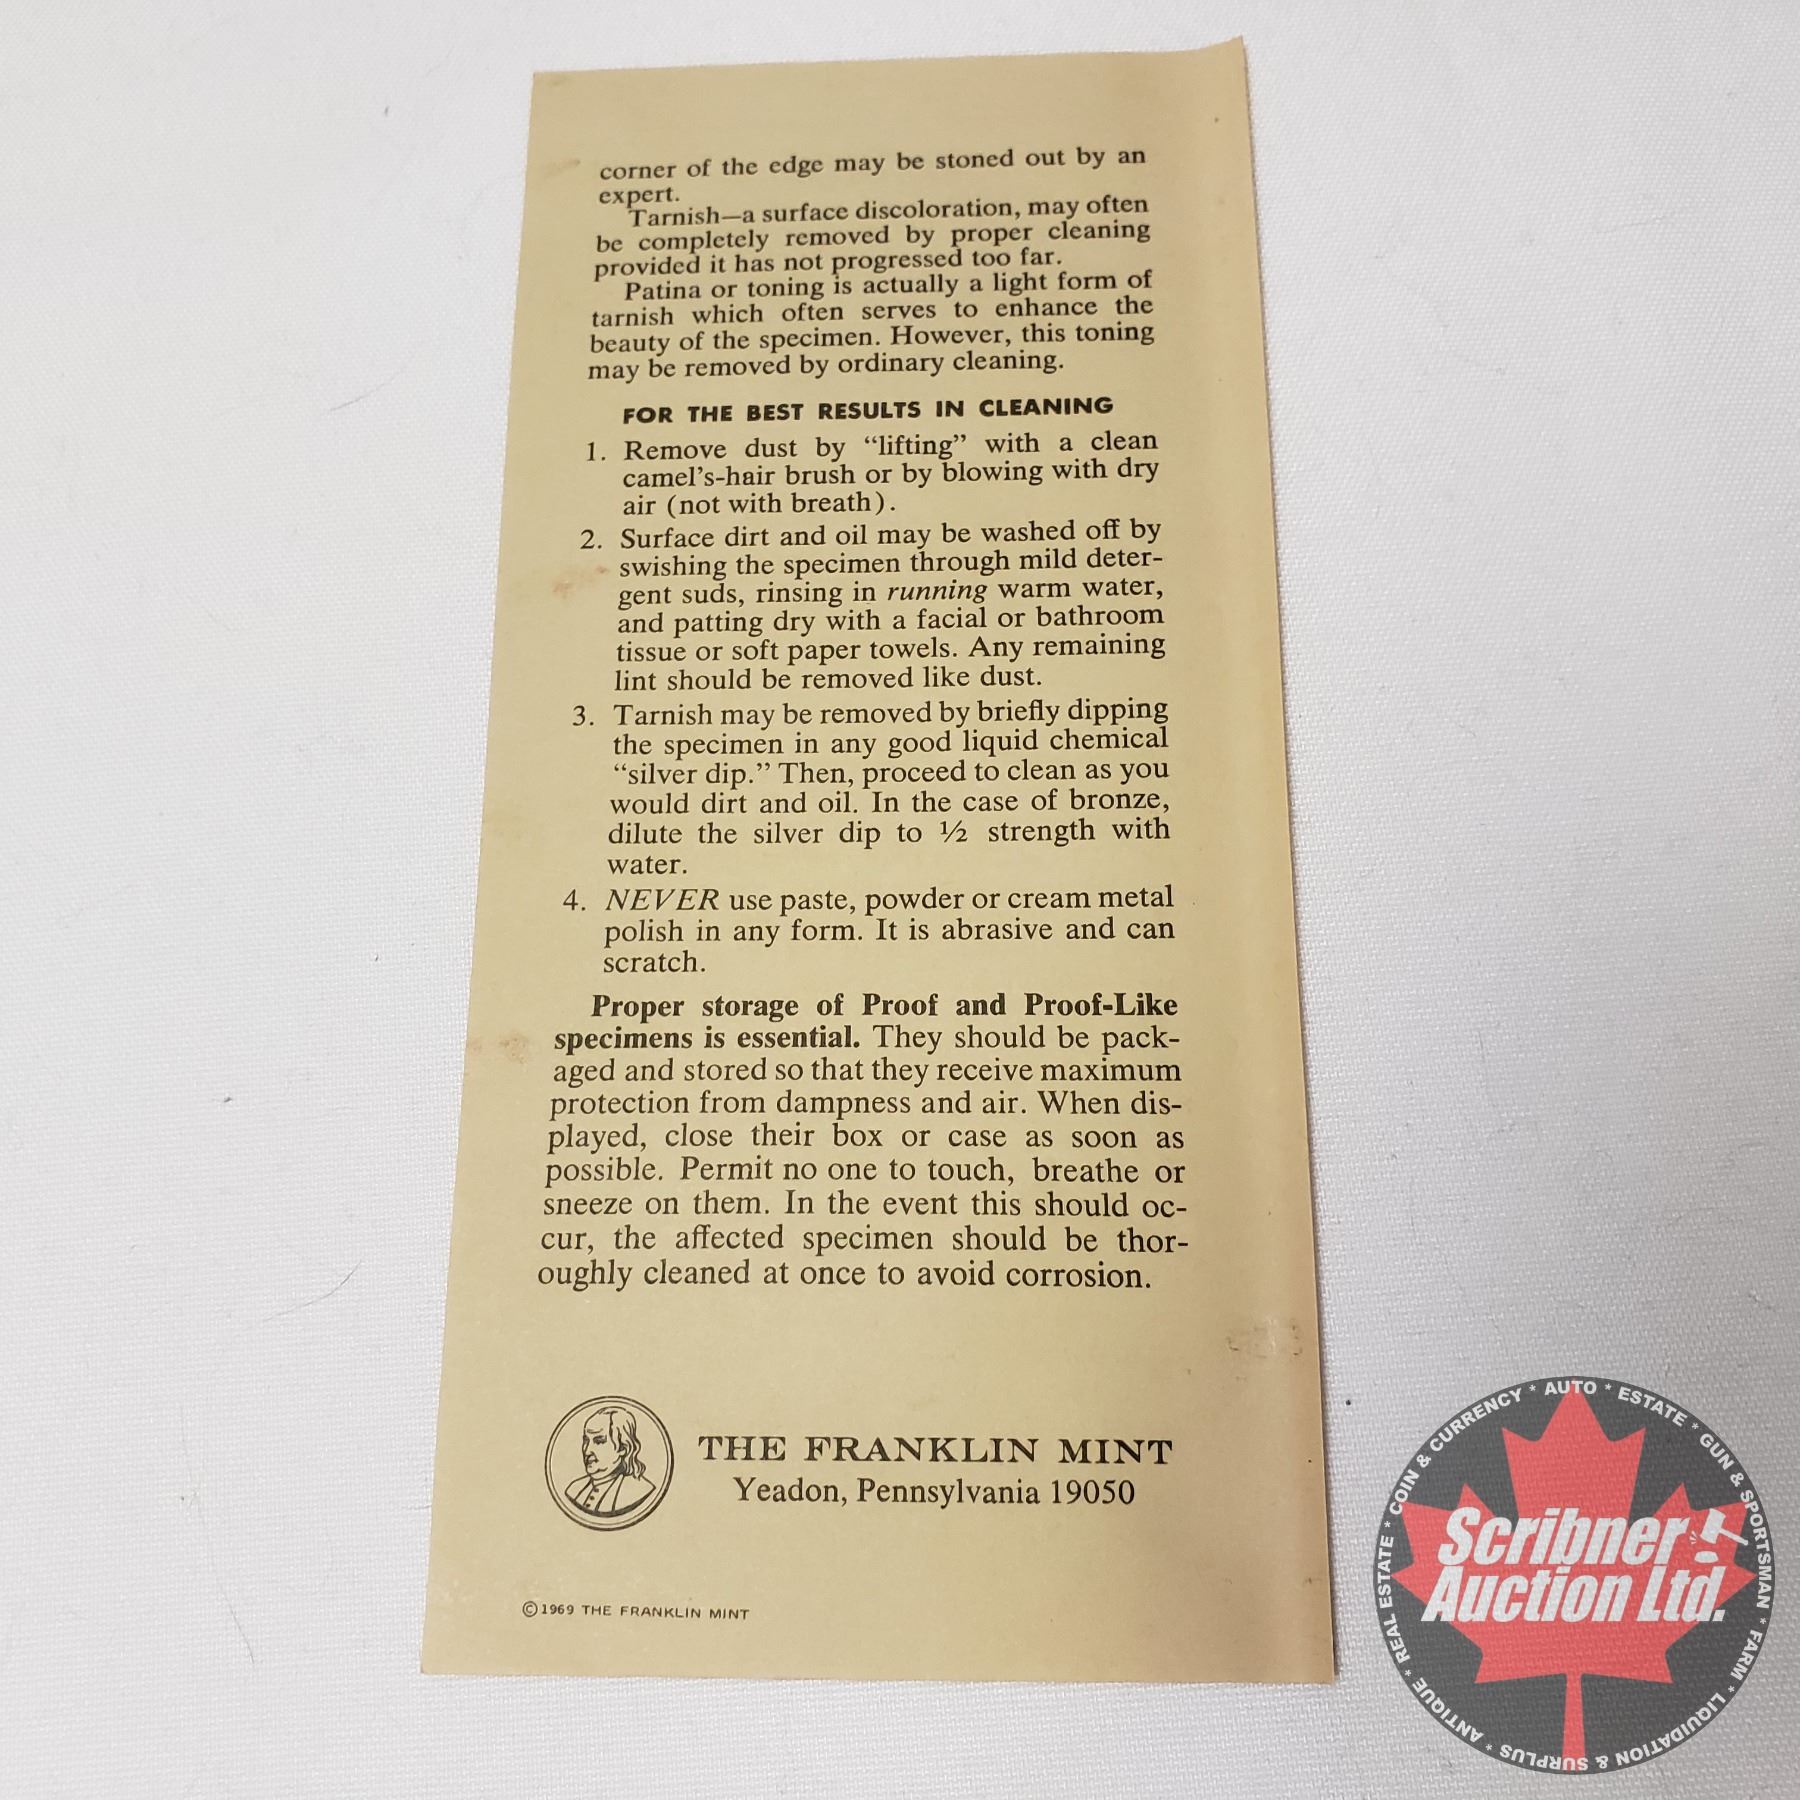 corner of the edge may be stoned out by an
expert.
Tarnish—a surface discoloration, may often
be completely removed by proper cleaning
provided it has not progressed too far.
Patina or toning is actually a light form of
tarnish which often serves to enhance the
beauty of the specimen. However, this toning
may be removed by ordinary cleaning.
FOR THE BEST RESULTS IN CLEANING
1. Remove dust by “lifting” with a clean
camel's-hair brush or by blowing with dry
air (not with breath).
2. Surface dirt and oil may be washed off by
swishing the specimen through mild deter-
gent suds, rinsing in running warm water,
and patting dry with a facial or bathroom
tissue or soft paper towels. Any remaining
lint should be removed like dust.
3. Tarnish may be removed by briefly dipping
the specimen in any good liquid chemical
“silver dip.” Then, proceed to clean as you
would dirt and oil. In the case of bronze,
dilute the silver dip to ½ strength with
water.
4. NEVER use paste, powder or cream metal
polish in any form. It is abrasive and can
scratch.
Proper storage of Proof and Proof-Like
specimens is essential. They should be pack-
aged and stored so that they receive maximum
protection from dampness and air. When dis-
played, close their box or case as soon as
possible. Permit no one to touch, breathe or
sneeze on them. In the event this should oc-
cur, the affected specimen should be thor-
oughly cleaned at once to avoid corrosion.
THE FRANKLIN MINT
Yeadon, Pennsylvania 19050
©1969 THE FRANKLIN MINT
Scribner
Auction Ltd.
REAL ESTATE * COIN & CURRENCY * AUTO * ESTATE * GUN & SPORTSMAN * FARM * LIQUIDATION & SURPLUS * ANTIQUE *